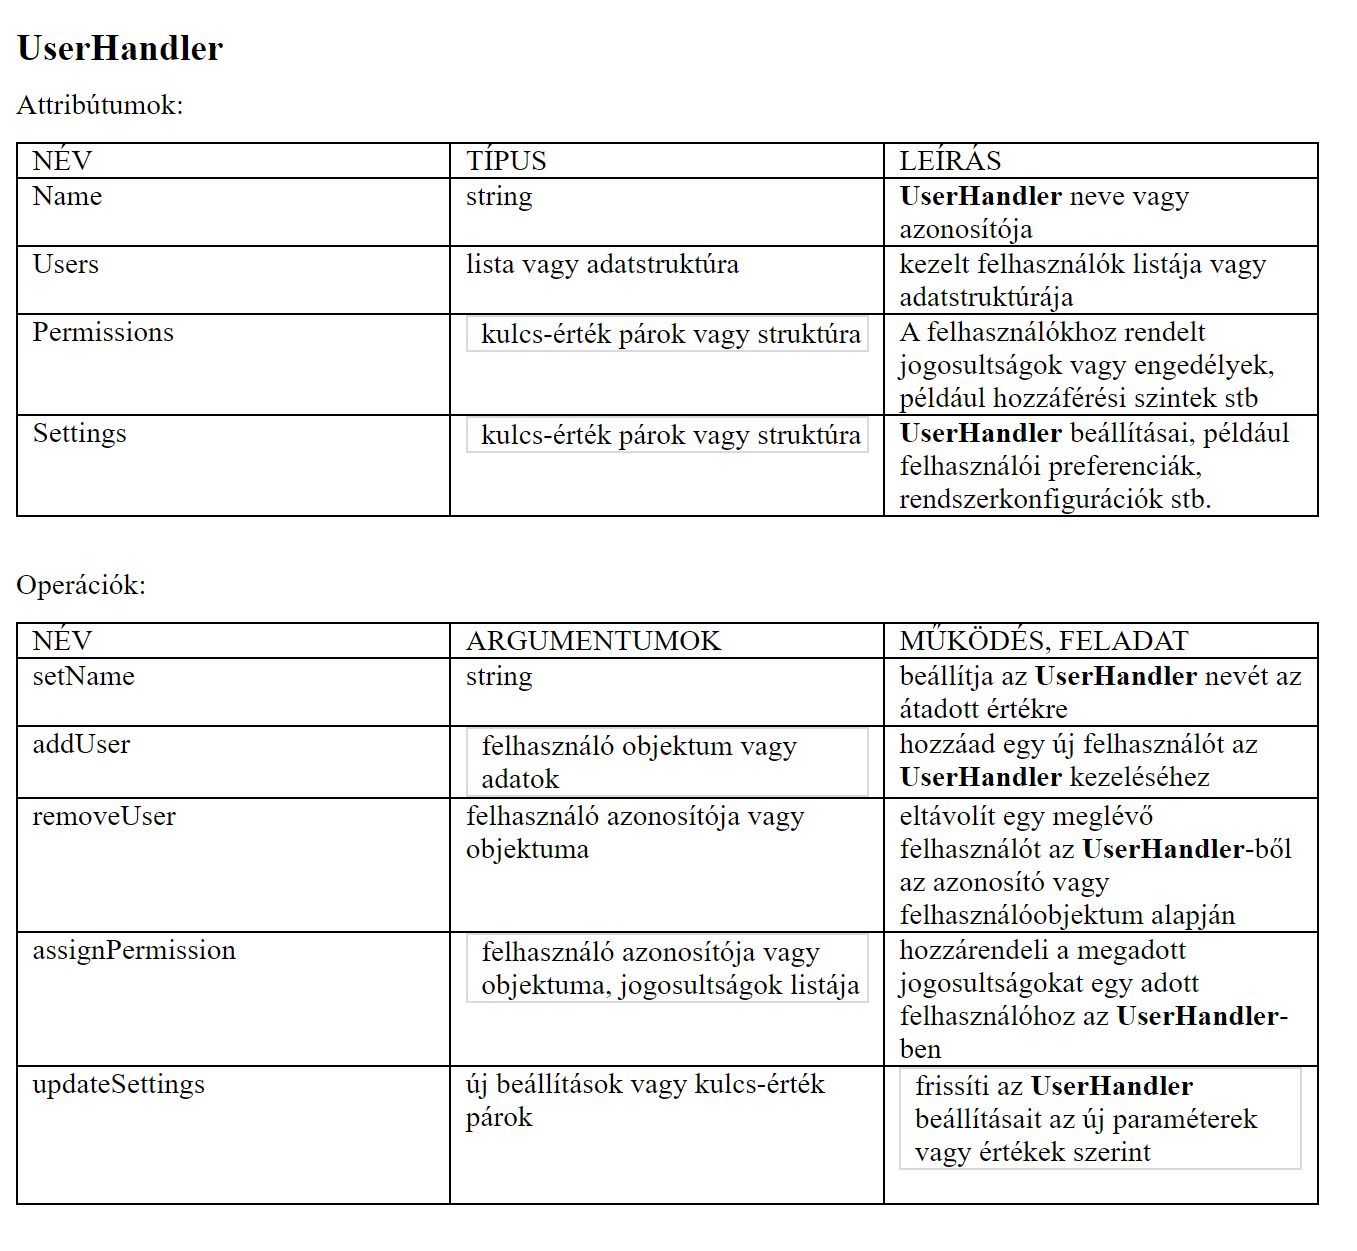 UserHandler
Attribútumok:
NÉV TÍPUS LEÍRÁS
Name string UserHandler neve vagy
azonosítója
Users lista vagy adatstruktúra kezelt felhasználók listája vagy
adatstruktúrája
Permissions kulcs-érték párok vagy struktúra A felhasználókhoz rendelt
jogosultságok vagy engedélyek,
például hozzáférési szintek stb
Settings kulcs-érték párok vagy struktúra UserHandler beállításai, például
felhasználói preferenciák,
rendszerkonfigurációk stb.
Operációk:
NÉV ARGUMENTUMOK MŰKÖDÉS, FELADAT
setName string beállítja az UserHandler nevét az
átadott értékre
addUser felhasználó objektum vagy hozzáad egy új felhasználót az
adatok UserHandler kezeléséhez
removeUser felhasználó azonosítója vagy eltávolít egy meglévő
objektuma felhasználót az UserHandler-ből
az azonosító vagy
felhasználóobjektum alapján
assignPermission felhasználó azonosítója vagy hozzárendeli a megadott
objektuma, jogosultságok listája jogosultságokat egy adott
felhasználóhoz az UserHandler-
ben
updateSettings új beállítások vagy kulcs-érték frissíti az UserHandler
párok beállításait az új paraméterek
vagy értékek szerint